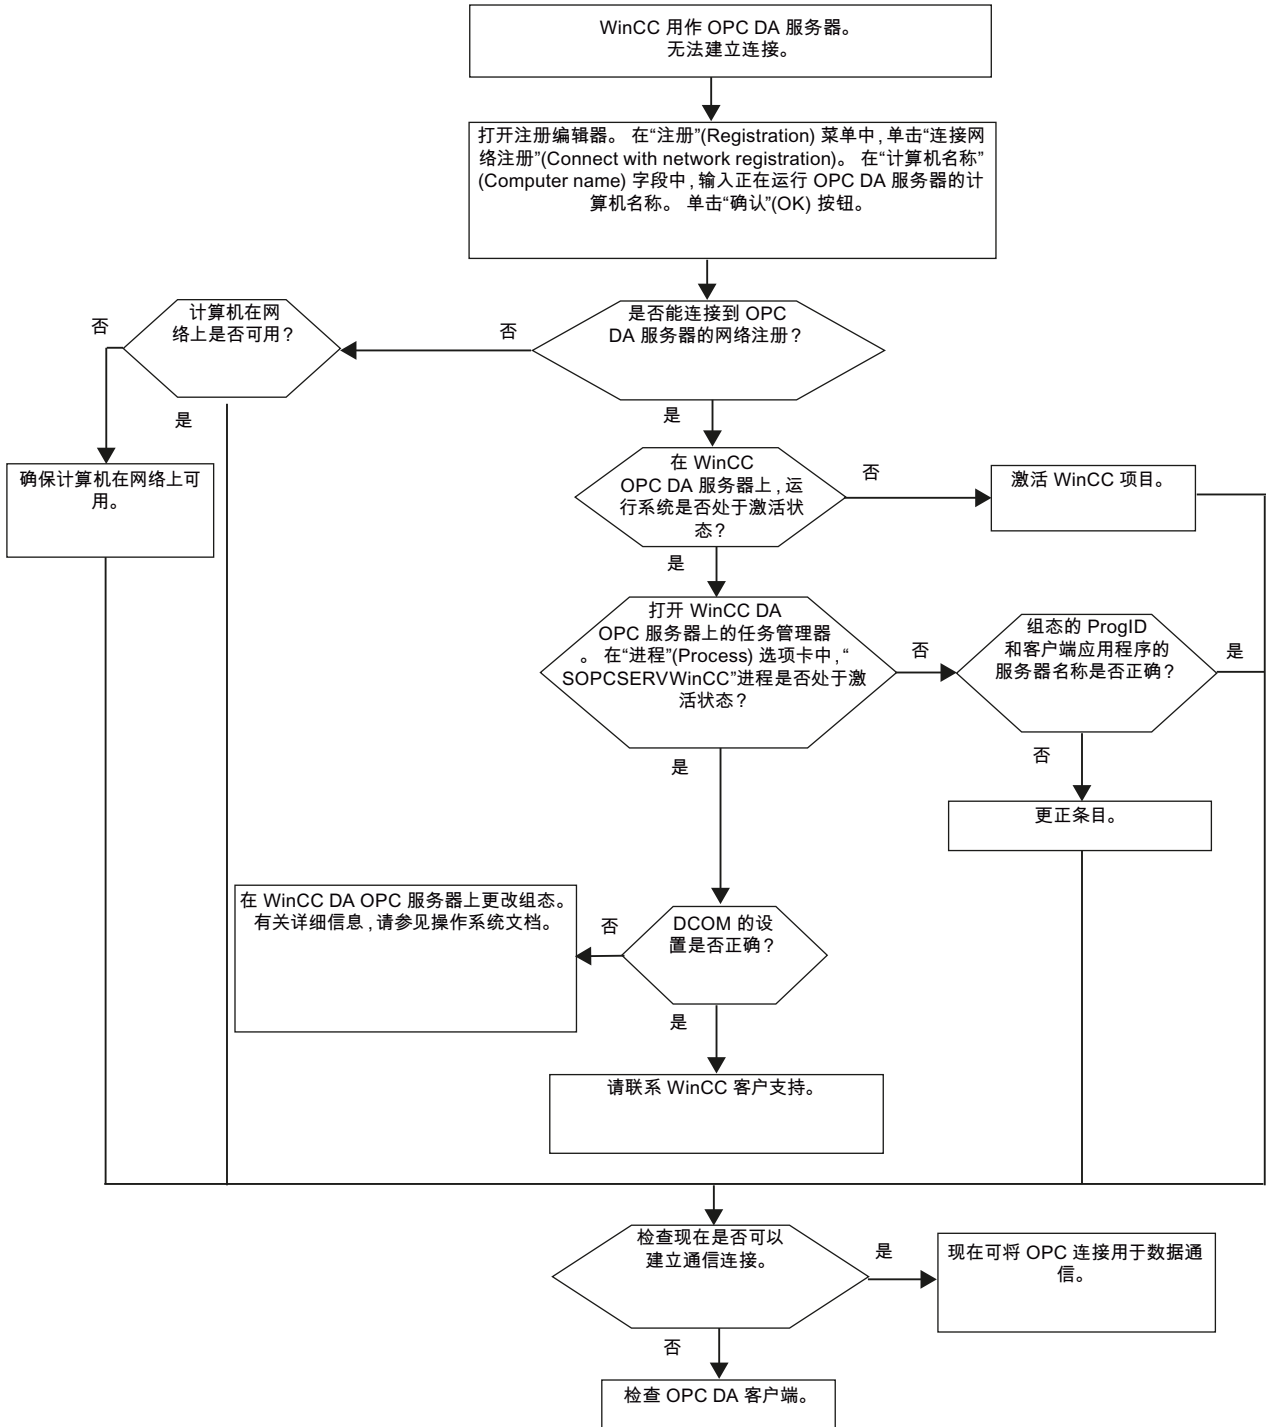 WinCC 用作 OPC DA 服务器。
无法建立连接。
打开注册编辑器。 在“注册”(Registration) 菜单中，单击“连接网
络注册”(Connect with network registration)。 在“计算机名称”
(Computer name) 字段中，输入正在运行 OPC DA 服务器的计
算机名称。 单击“确认”(OK) 按钮。
计算机在网
络上是否可用？
否
是
否
是否能连接到 OPC
DA 服务器的网络注册？
是
确保计算机在网络上可
用。
在 WinCC
OPC DA 服务器上，运
行系统是否处于激活状
态？
否
激活 WinCC 项目。
是
打开 WinCC DA
OPC 服务器上的任务管理器
。 在“进程”(Process) 选项卡中，“
SOPCSERVWinCC”进程是否处于激
活状态？
否
组态的 ProgID
和客户端应用程序的
服务器名称是否正确？
是
是
否
更正条目。
在 WinCC DA OPC 服务器上更改组态。
有关详细信息，请参见操作系统文档。
否
DCOM 的设
置是否正确？
是
请联系 WinCC 客户支持。
检查现在是否可以
建立通信连接。
是
现在可将 OPC 连接用于数据通
信。
否
检查 OPC DA 客户端。